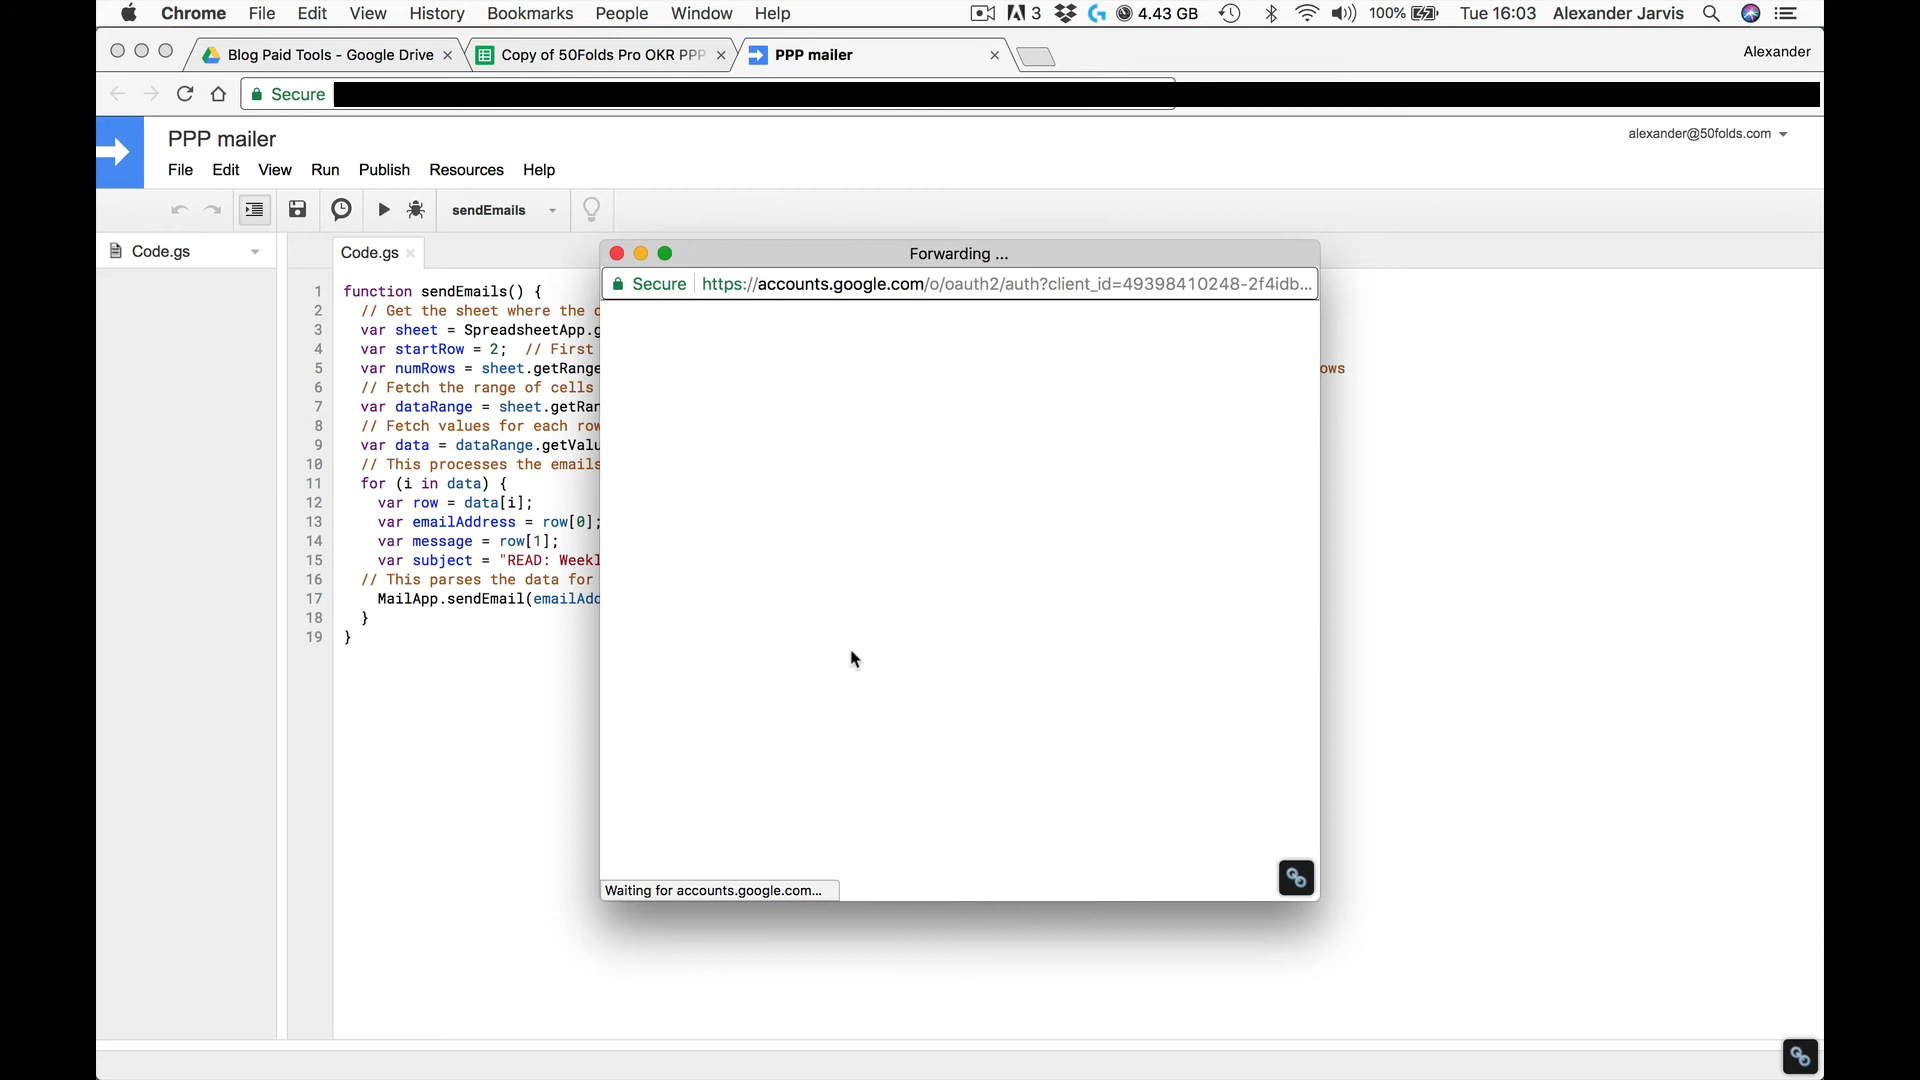 Chrome File Edit View History Bookmarks People Window Help 3 4.43 GB 100% Tue 16:03 Alexander Jarvis
Blog Paid Tools - Google Drive Copy of 50Folds Pro OKR PPP PPP mailer Alexander
Secure
PPP mailer alexander@50folds.com
File Edit View Run Publish Resources Help
sendEmails
Code.gs
Code.gs
Forwarding ...
Secure https://accounts.google.com/o/oauth2/auth?client_id=49398410248-2f4idb...
1 function sendEmails() {
2 // Get the sheet where the d
3 var sheet = SpreadsheetApp.g
4 var startRow = 2; // First
5 var numRows = sheet.getRange ows
6 // Fetch the range of cells
7 var dataRange = sheet.getRan
8 // Fetch values for each row
9 var data = dataRange.getValu
10 // This processes the emails
11 for (i in data) {
12 var row = data[i];
13 var emailAddress = row[0];
14 var message = row[1];
15 var subject = "READ: Weekl
16 // This parses the data for
17 MailApp.sendEmail(emailAdd
18 }
19 }
Waiting for accounts.google.com...